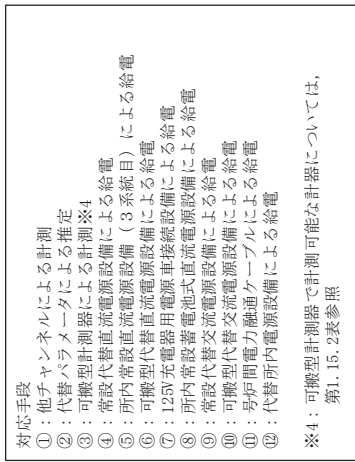 対応手段
①：他チャンネルによる計測
②：代替パラメータによる推定
③：可搬型計測器による計測※4
④：常設代替直流電源設備による給電
⑤：所内常設直流電源設備（３系統目）による給電
⑥：可搬型代替直流電源設備による給電
⑦：125V充電器用電源車接続設備による給電
⑧：所内常設蓄電池式直流電源設備による給電
⑨：常設代替交流電源設備による給電
⑩：可搬型代替交流電源設備による給電
⑪：号炉間電力融通ケーブルによる給電
⑫：代替所内電源設備による給電
※4：可搬型計測器で計測可能な計器については，
第1.15.2表参照